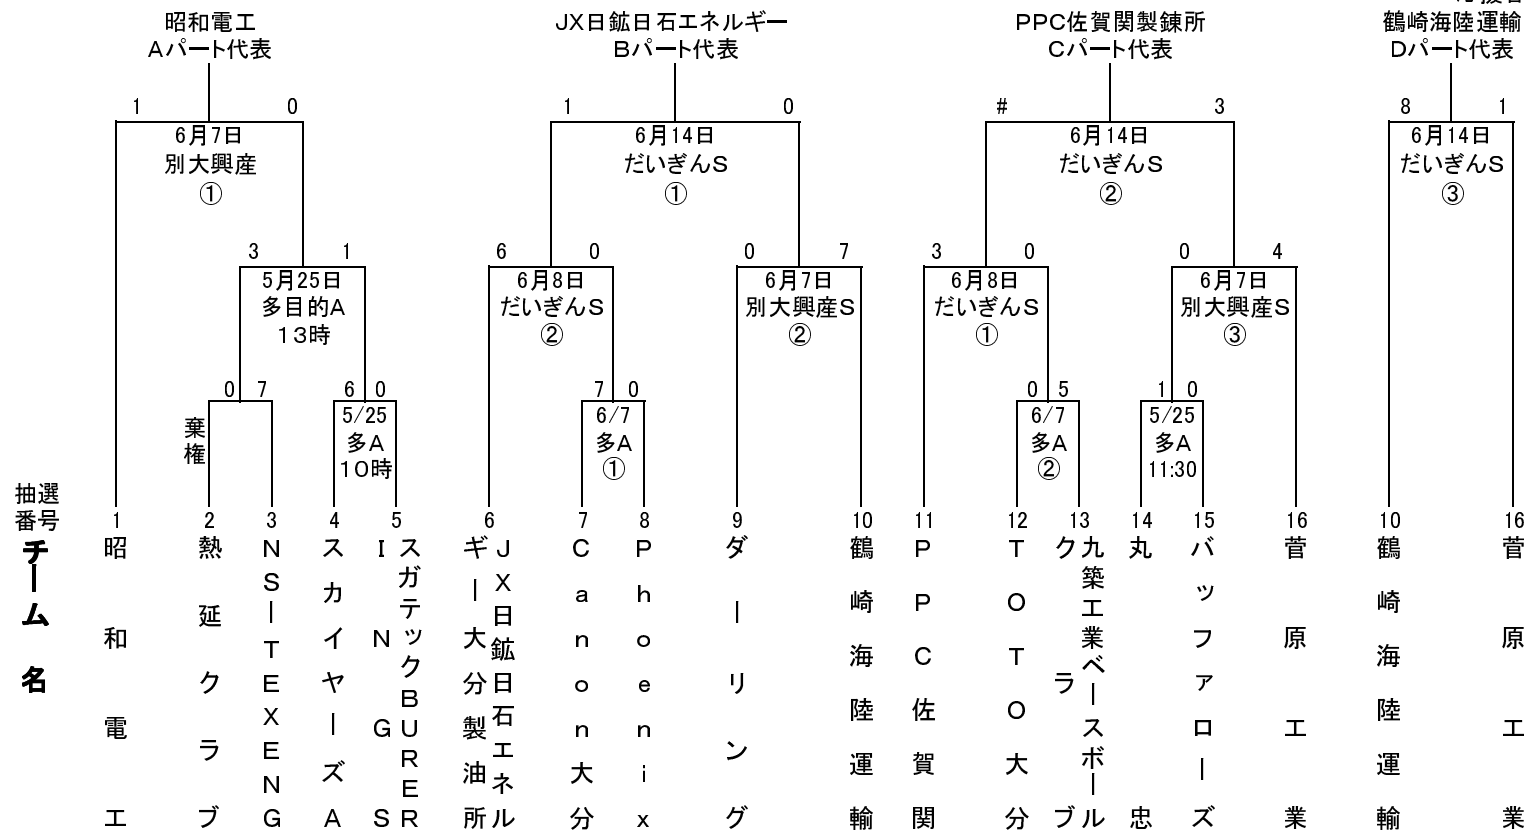 昭和電工
Aパート代表
JX日鉱日石エネルギー
Bパート代表
PPC佐賀関製錬所
Cパート代表
鶴崎海陸運輸
Dパート代表
1 0
6月7日
別大興産
①
1 0
6月14日
だいぎんS
①
# 3
6月14日
だいぎんS
②
8 1
6月14日
だいぎんS
③
3 1
5月25日
多目的A
13時
6 0
6月8日
だいぎんS
②
0 7
6月7日
別大興産S
②
3 0
6月8日
だいぎんS
①
0 4
6月7日
別大興産S
③
0 7
棄権
6 0
5/25
多A
10時
7 0
6/7
多A
①
0 5
6/7
多A
②
1 0
5/25
多A
11:30
抽選
番号
1 2 3 4 5 6 7 8 9 10 11 12 13 14 15 16 10 16
チーム名
昭和電工
熱延クラブ
NSーTEXENG
スカイヤーズA
スガテックBURER
INGS
JX日鉱日石エネル
ギー大分製油所
Canon大分
Phoenix
ダーリング
鶴崎海陸運輸
PPC佐賀関
TOTO大分
九築工業ベースボール
クラブ
丸忠
バッファローズ
菅原工業
鶴崎海陸運輸
菅原工業